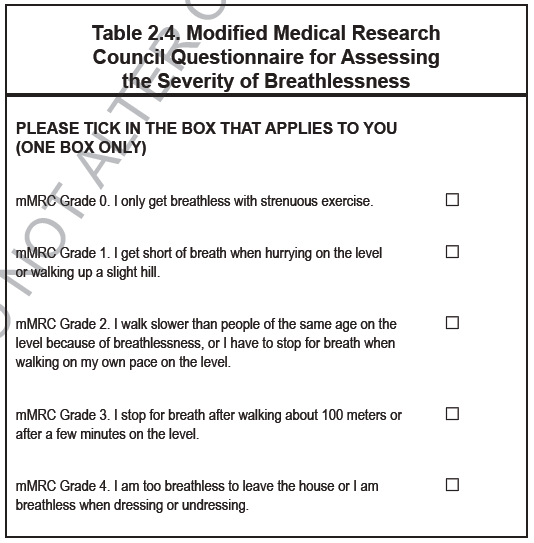 Table 2.4. Modified Medical Research
Council Questionnaire for Assessing
the Severity of Breathlessness
PLEASE TICK IN THE BOX THAT APPLIES TO YOU
(ONE BOX ONLY)
mMRC Grade 0. I only get breathless with strenuous exercise.
mMRC Grade 1. I get short of breath when hurrying on the level
or walking up a slight hill.
mMRC Grade 2. I walk slower than people of the same age on the
level because of breathlessness, or I have to stop for breath when
walking on my own pace on the level.
mMRC Grade 3. I stop for breath after walking about 100 meters or
after a few minutes on the level.
mMRC Grade 4. I am too breathless to leave the house or I am
breathless when dressing or undressing.
NOT ALTER